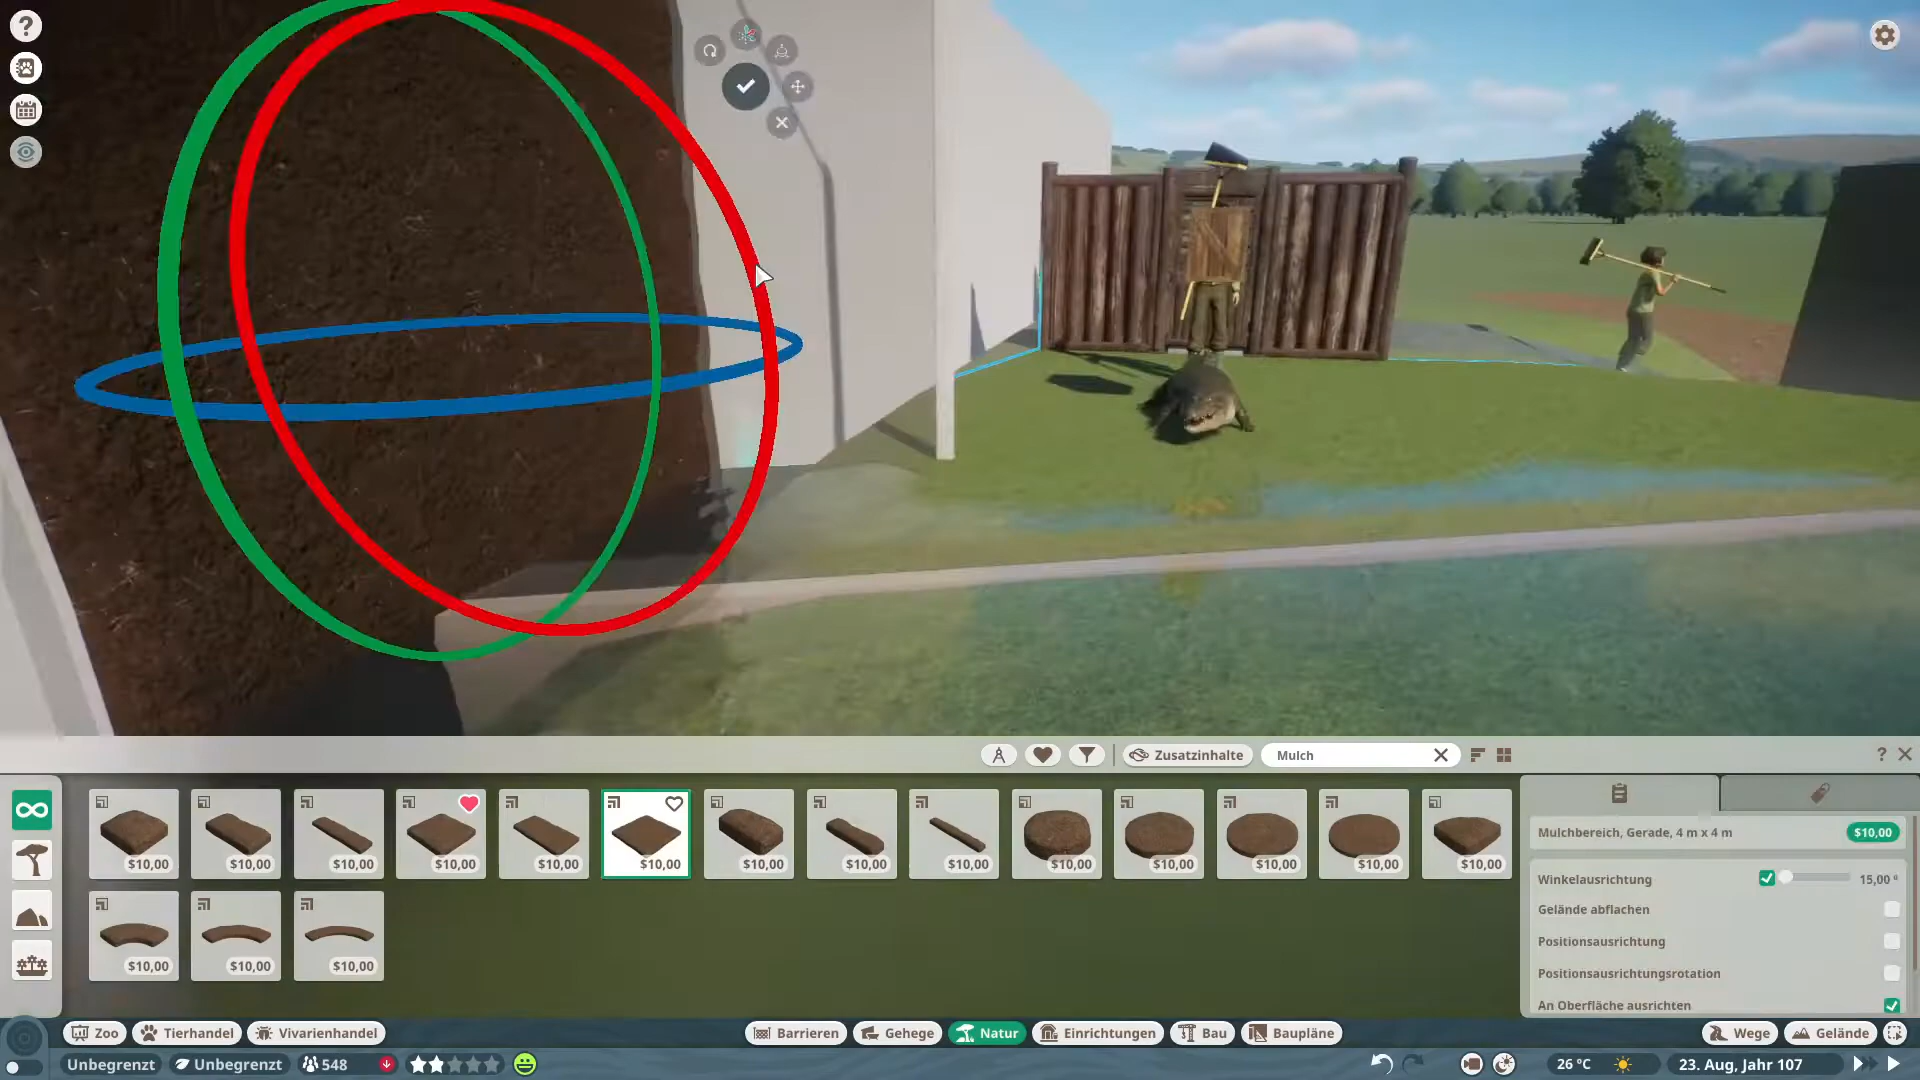 Zusatzinhalte
Mulch
$10,00 $10,00 $10,00 $10,00 $10,00 $10,00 $10,00 $10,00 $10,00 $10,00 $10,00 $10,00 $10,00 $10,00
$10,00 $10,00 $10,00
Mulchbereich, Gerade, 4 m x 4 m $10,00
Winkelausrichtung 15,00 °
Gelände abflachen
Positionsausrichtung
Positionsausrichtungsrotation
An Oberfläche ausrichten
Zoo Tierhandel Vivarienhandel Barrieren Gehege Natur Einrichtungen Bau Baupläne Wege Gelände
Unbegrenzt Unbegrenzt 548 26 °C 23. Aug, Jahr 107